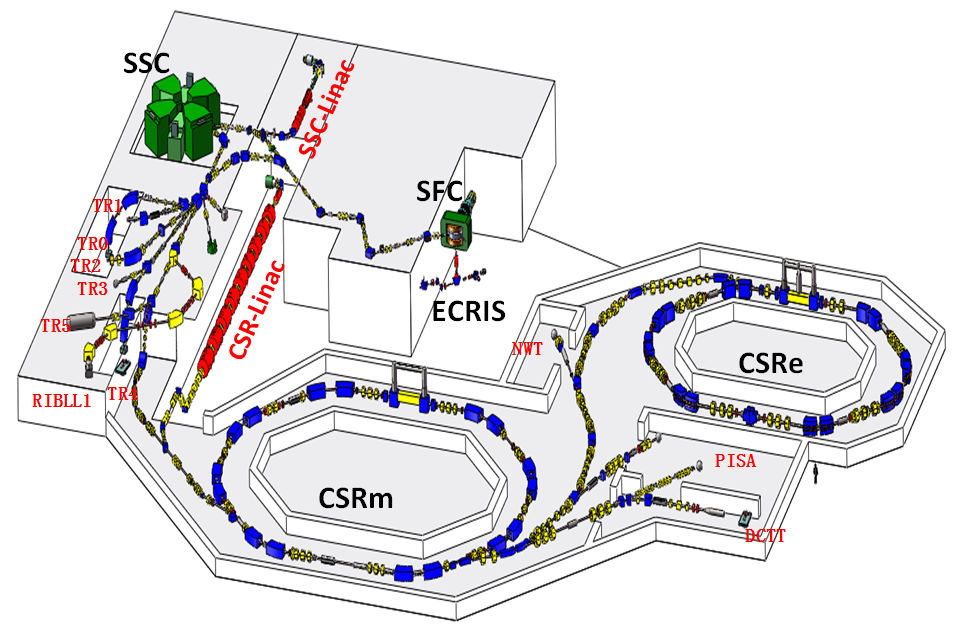 SSC
SSC-Linac
SFC
TR1
TR0
TR2
TR3
CSR-Linac
ECRIS
TR5
NWT
CSRe
RIBLL1
TR4
PISA
CSRm
DCTT